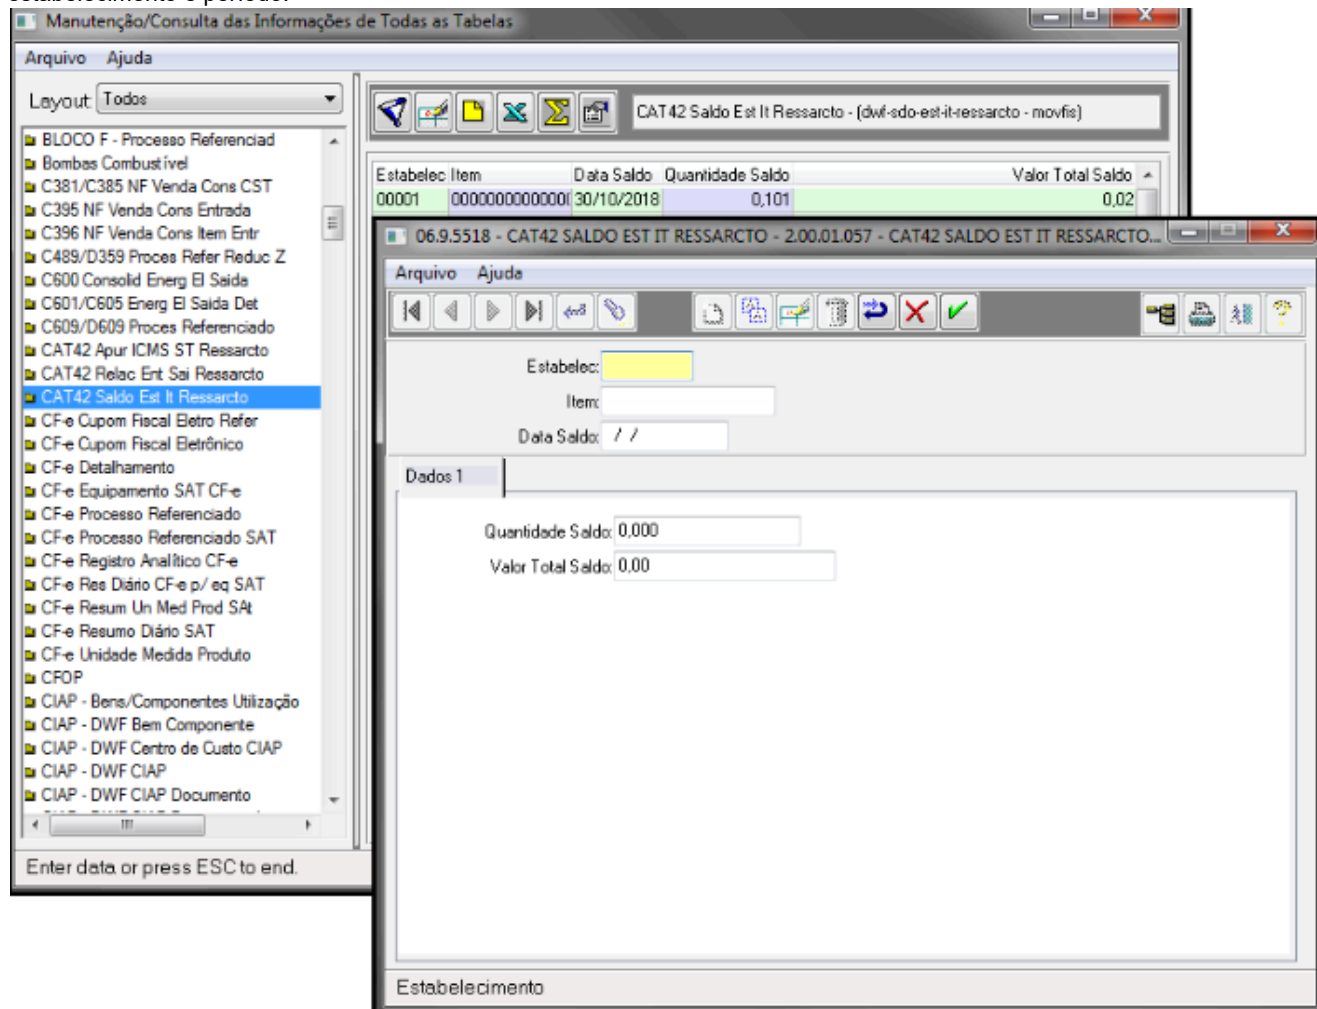 estabelecimento e período.
Manutenção/Consulta das Informações de Todas as Tabelas
Arquivo Ajuda
Layout: Todos
CAT42 Saldo Est It Ressarcto - (dwf-sdo-est-it-ressarcto - movfis)
BLOCO F - Processo Referenciad
Bombas Combustível
C381/C385 NF Venda Cons CST
C395 NF Venda Cons Entrada
C396 NF Venda Cons Item Entr
C489/D359 Proces Refer Reduc Z
C600 Consolid Energ El Saida
C601/C605 Energ El Saida Det
C609/D609 Proces Referenciado
CAT42 Apur ICMS ST Ressarcto
CAT42 Relac Ent Sai Ressarcto
CAT42 Saldo Est It Ressarcto
CF-e Cupom Fiscal Eletro Refer
CF-e Cupom Fiscal Eletrônico
CF-e Detalhamento
CF-e Equipamento SAT CF-e
CF-e Processo Referenciado
CF-e Processo Referenciado SAT
CF-e Registro Analítico CF-e
CF-e Res Diário CF-e p/ eq SAT
CF-e Resum Un Med Prod SAt
CF-e Resumo Diário SAT
CF-e Unidade Medida Produto
CFOP
CIAP - Bens/Componentes Utilização
CIAP - DWF Bem Componente
CIAP - DWF Centro de Custo CIAP
CIAP - DWF CIAP
CIAP - DWF CIAP Documento
Enter data or press ESC to end.
Estabelec Item Data Saldo Quantidade Saldo Valor Total Saldo
00001 0000000000000( 30/10/2018 0,101 0,02
06.9.5518 - CAT42 SALDO EST IT RESSARCTO - 2.00.01.057 - CAT42 SALDO EST IT RESSARCTO...
Arquivo Ajuda
Estabelec:
Item:
Data Saldo: / /
Dados 1
Quantidade Saldo: 0,000
Valor Total Saldo: 0,00
Estabelecimento